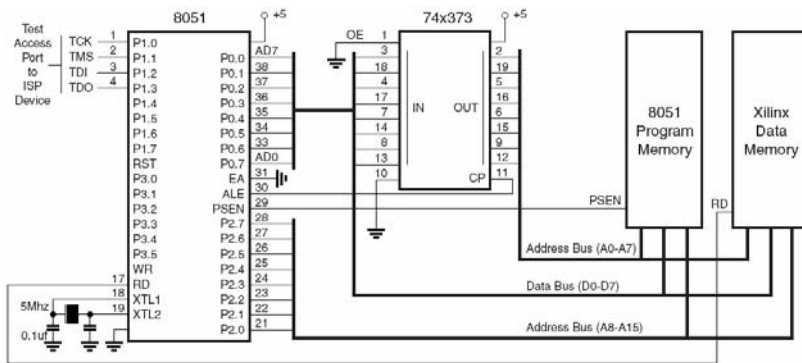 8051
74x373
+5
+5
Test
Access
Port
to
ISP
Device
TCK
TMS
TDI
TDO
1
2
3
4
P1.0
P1.1
P1.2
P1.3
P1.4
P1.5
P1.6
P1.7
RST
P3.0
P3.1
P3.2
P3.3
P3.4
P3.5
WR
RD
XTL1
XTL2
17
18
19
5Mhz
0.1uf
P0.0
P0.1
P0.2
P0.3
P0.4
P0.5
P0.6
P0.7
EA
ALE
PSEN
P2.7
P2.6
P2.5
P2.4
P2.3
P2.2
P2.1
P2.0
AD7
38
37
36
35
34
33
AD0
31
30
29
28
27
26
25
24
23
22
21
OE
1
3
18
4
17
7
14
8
13
10
IN
OUT
CP
2
19
5
16
6
15
9
12
11
8051
Program
Memory
Xilinx
Data
Memory
PSEN
RD
Address Bus (A0-A7)
Data Bus (D0-D7)
Address Bus (A8-A15)